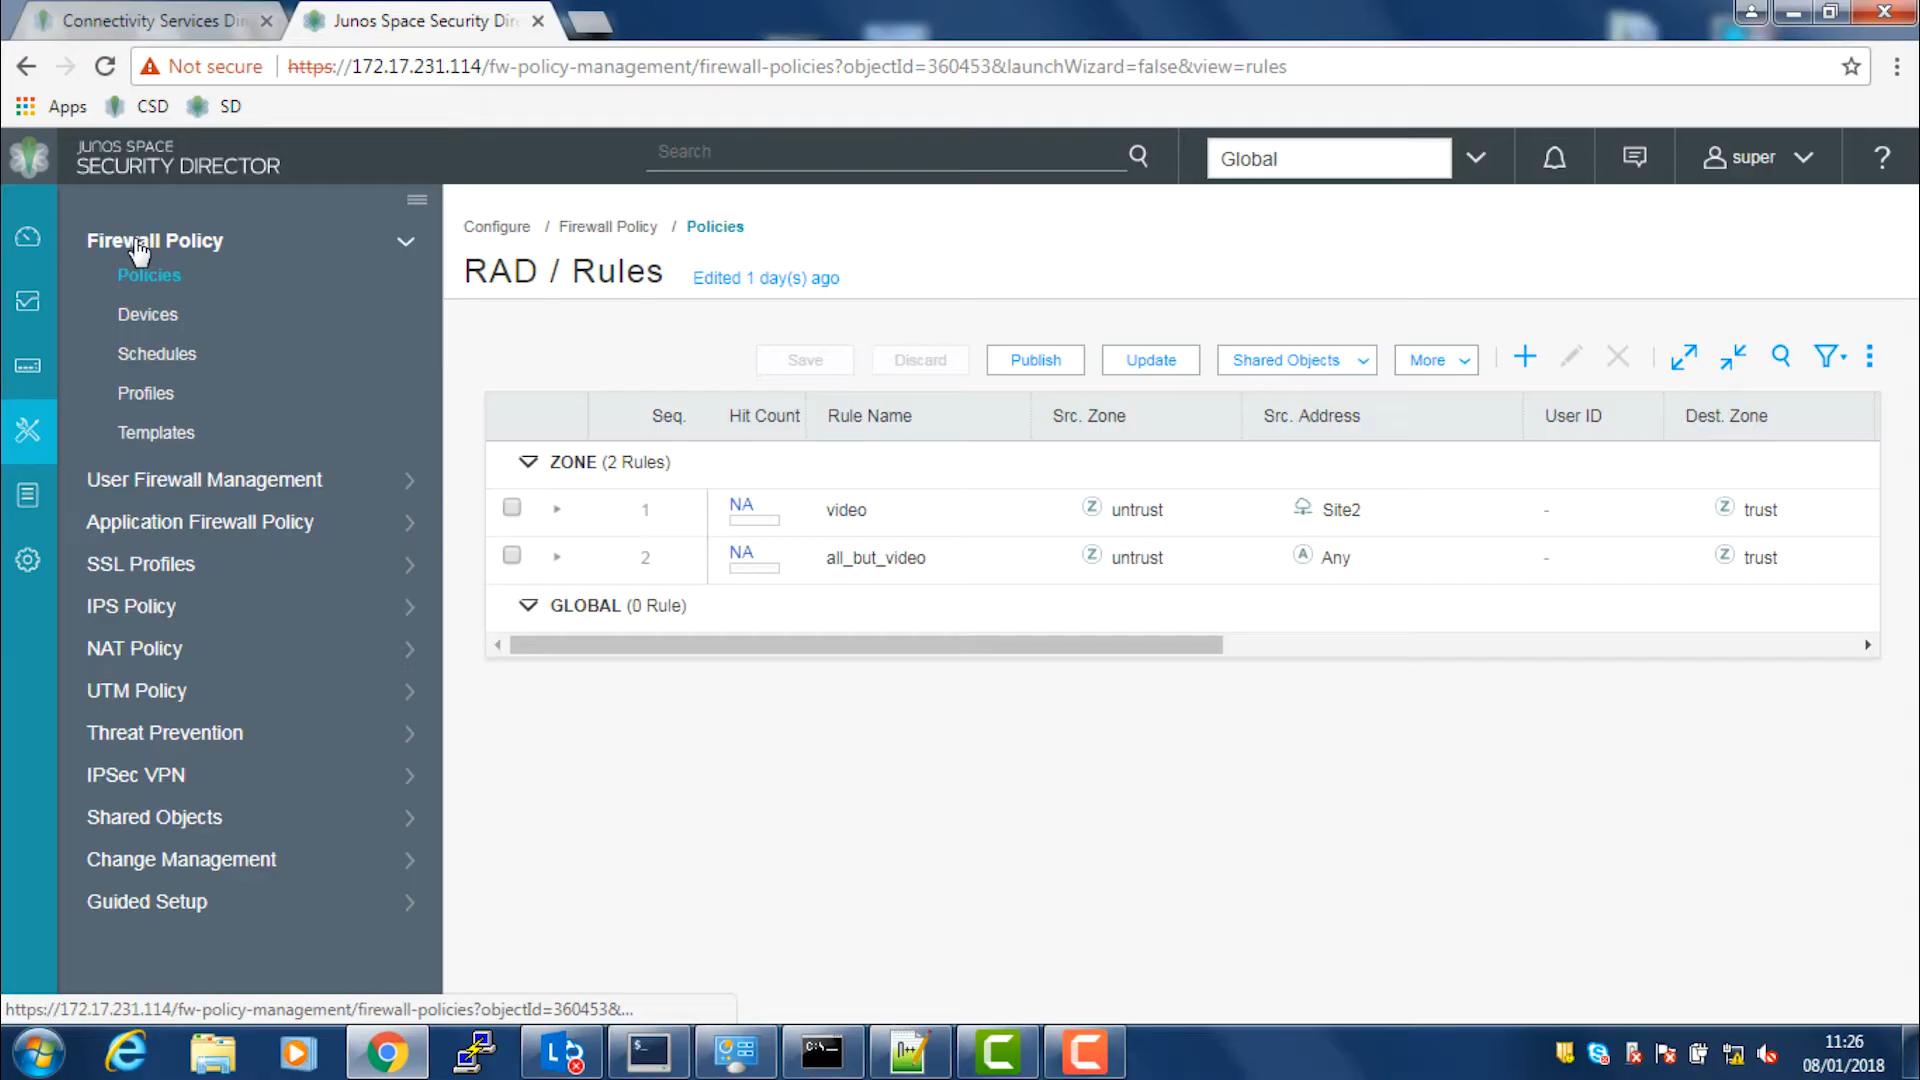 Connectivity Services Dir
Junos Space Security Dire
Not secure
https://172.17.231.114/fw-policy-management/firewall-policies?objectId=360453&launchWizard=false&view=rules
Apps
CSD
SD
JUNOS SPACE
SECURITY DIRECTOR
Search
Global
super
?
Firewall Policy
Policies
Devices
Schedules
Profiles
Templates
User Firewall Management
Application Firewall Policy
SSL Profiles
IPS Policy
NAT Policy
UTM Policy
Threat Prevention
IPSec VPN
Shared Objects
Change Management
Guided Setup
Configure / Firewall Policy / Policies
RAD / Rules Edited 1 day(s) ago
Save Discard Publish Update Shared Objects More
Seq. Hit Count Rule Name Src. Zone Src. Address User ID Dest. Zone
ZONE (2 Rules)
1 NA video Z untrust Site2 - Z trust
2 NA all_but_video Z untrust A Any - Z trust
GLOBAL (0 Rule)
https://172.17.231.114/fw-policy-management/firewall-policies?objectId=360453&...
11:26
08/01/2018